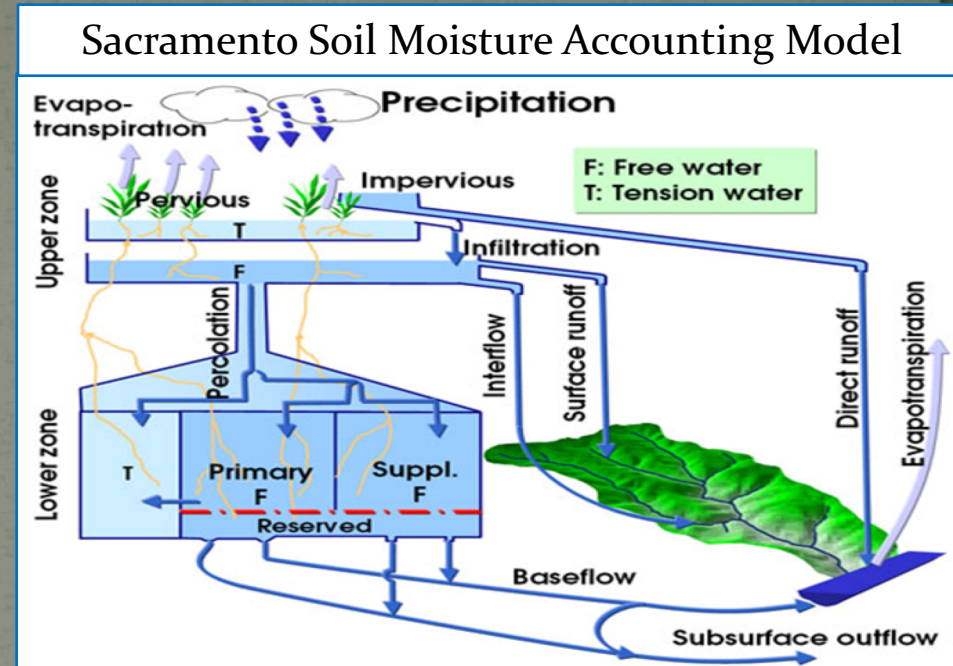 Sacramento Soil Moisture Accounting Model
Evapo-
transpiration
Precipitation
F: Free water
T: Tension water
Impervious
Pervious
T
Infiltration
F
Upper zone
Percolation
Interflow
Surface runoff
Direct runoff
Evapotranspiration
Lower zone
T
Primary
F
Suppl.
F
Reserved
Baseflow
Subsurface outflow